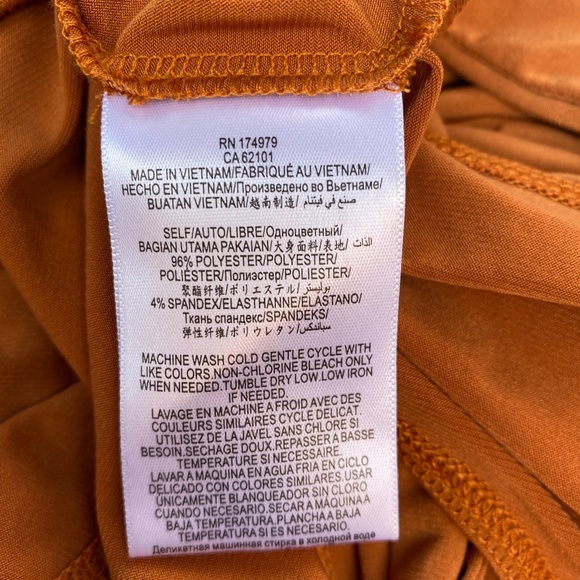 RN 174979
CA 62101
MADE IN VIETNAM/FABRIQUÉ AU VIETNAM/
HECHO EN VIETNAM/Произведено во Вьетнаме/
BUATAN VIETNAM/越南制造/ صنع في فيتنام/
SELF/AUTO/LIBRE/Одноцветный/
BAGIAN UTAMA PAKAIAN/大身面料/表地/ الذات/
96% POLYESTER/POLYESTER/
POLIÉSTER/Полиэстер/POLIESTER/
聚酯纤维/ポリエステル/ بوليستر/
4% SPANDEX/ELASTHANNE/ELASTANO/
Ткань спандекс/SPANDEKS/
弹性纤维/ポリウレタン/ سباندكس
MACHINE WASH COLD GENTLE CYCLE WITH
LIKE COLORS.NON-CHLORINE BLEACH ONLY
WHEN NEEDED.TUMBLE DRY LOW.LOW IRON
IF NEEDED.
LAVAGE EN MACHINE A FROID AVEC DES
COULEURS SIMILAIRES CYCLE DELICAT.
UTILISEZ DE LA JAVEL SANS CHLORE SI
BESOIN.SECHAGE DOUX.REPASSER A BASSE
TEMPERATURE SI NECESSAIRE.
LAVAR A MAQUINA EN AGUA FRIA EN CICLO
DELICADO CON COLORES SIMILARES.USAR
ÚNICAMENTE BLANQUEADOR SIN CLORO
CUANDO NECESARIO.SECAR A MÁQUINA A
BAJA TEMPERATURA.PLANCHAR A BAJA
TEMPERATURA SI ES NECESARIO.
Деликатная машинная стирка в холодной воде